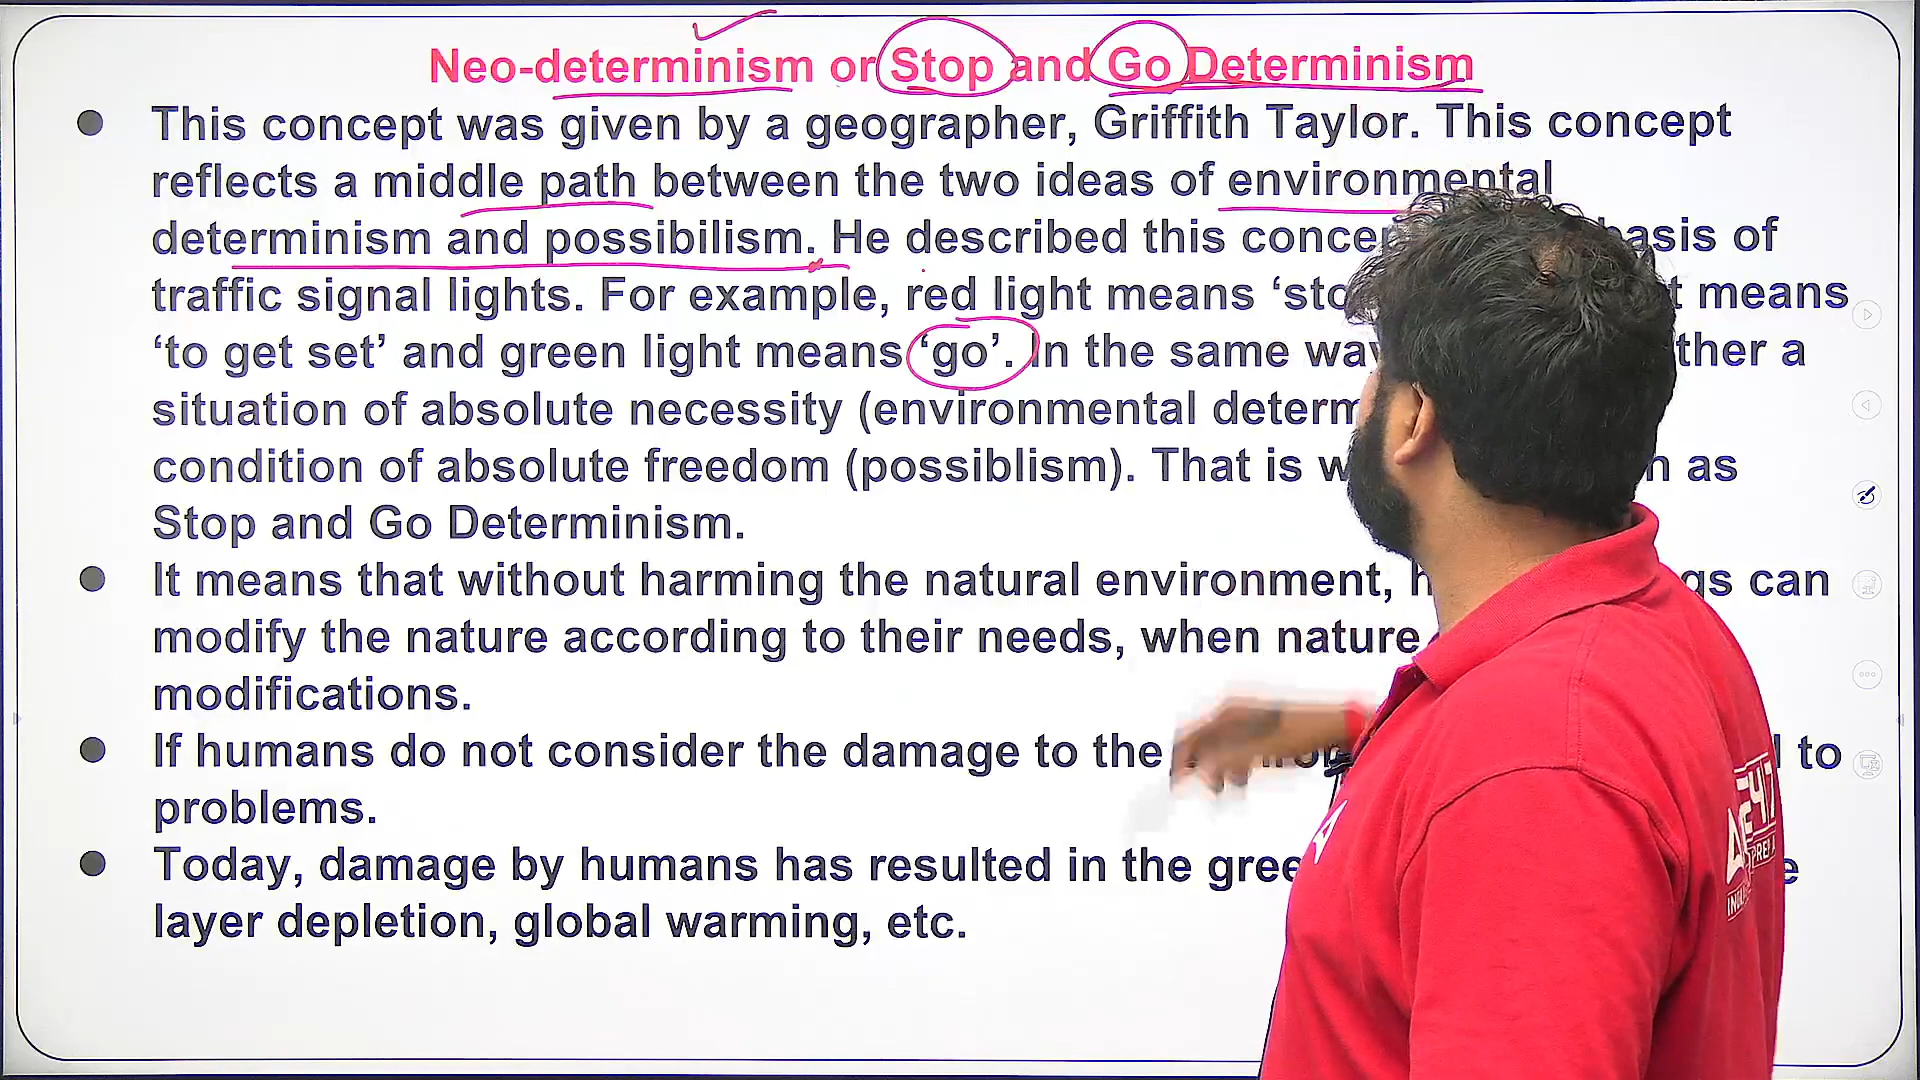 Neo-determinism or Stop and Go Determinism
This concept was given by a geographer, Griffith Taylor. This concept
reflects a middle path between the two ideas of environmental
determinism and possibilism. He described this of
traffic signal lights. For example, red light means means
‘to get set’ and green light means ‘go’. In the same a
situation of absolute necessity (environmental
condition of absolute freedom (possiblism). That is as
Stop and Go Determinism.
It means that without harming the natural environment, can
modify the nature according to their needs, when nature
modifications.
If humans do not consider the damage to the to
problems.
Today, damage by humans has resulted in the
layer depletion, global warming, etc.